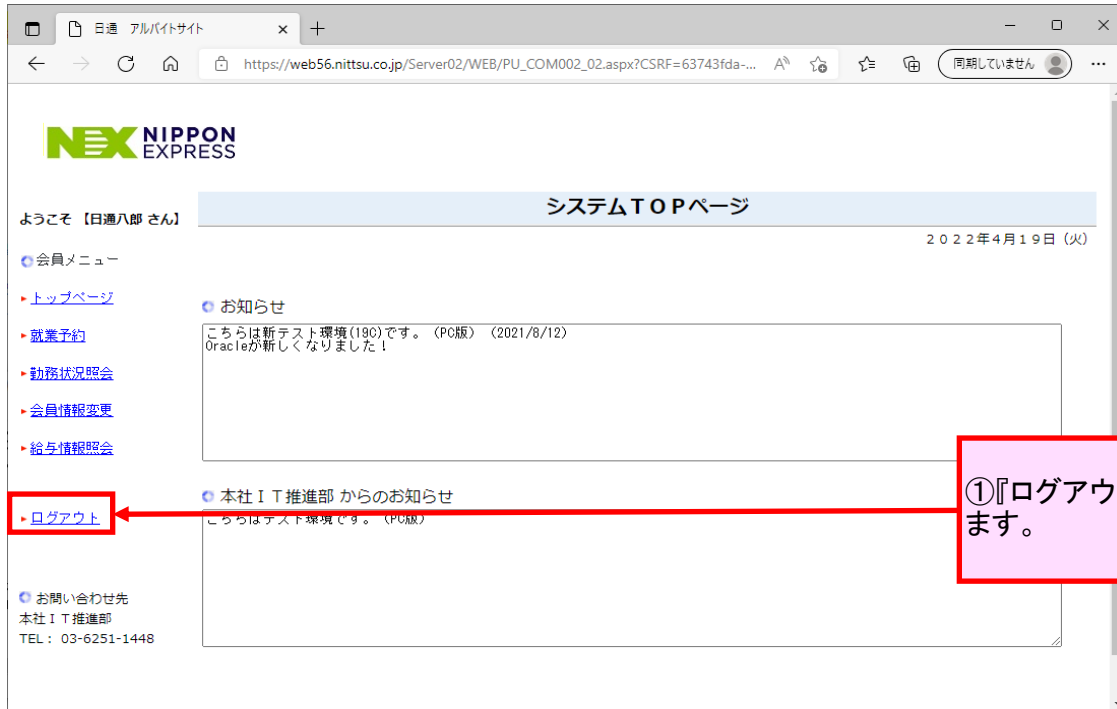 日通 アルバイトサイト
https://web56.nittsu.co.jp/Server02/WEB/PU_COM002_02.aspx?CSRF=63743fda-...
同期していません
NEX NIPPON EXPRESS
システムTOPページ
ようこそ 【日通八郎 さん】
2022年4月19日 (火)
会員メニュー
トップページ
就業予約
勤務状況照会
会員情報変更
給与情報照会
ログアウト
お知らせ
こちらは新テスト環境(19C)です。 (PC版) (2021/8/12)
Oracleが新しくなりました!
本社IT推進部 からのお知らせ
こちらはテスト環境です。 (PC版)
①『ログアウ
ます。
お問い合わせ先
本社IT推進部
TEL: 03-6251-1448